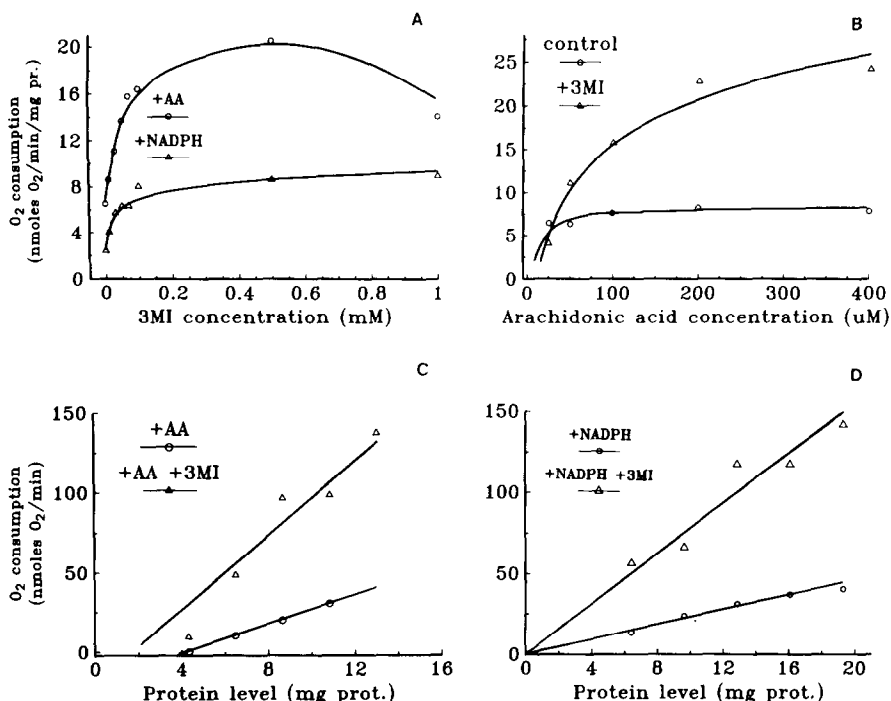 A
O2 consumption
(nmoles O2/min/mg pr.)
20
16
12
8
4
0
+AA
+NADPH
0 0.2 0.4 0.6 0.8 1
3MI concentration (mM)
B
control
+3MI
25
20
15
10
5
0
0 100 200 300 400
Arachidonic acid concentration (uM)
C
O2 consumption
(nmoles O2/min)
150
100
50
0
+AA
+AA +3MI
0 4 8 12 16
Protein level (mg prot.)
D
150
100
50
0
+NADPH
+NADPH +3MI
0 4 8 12 16 20
Protein level (mg prot.)